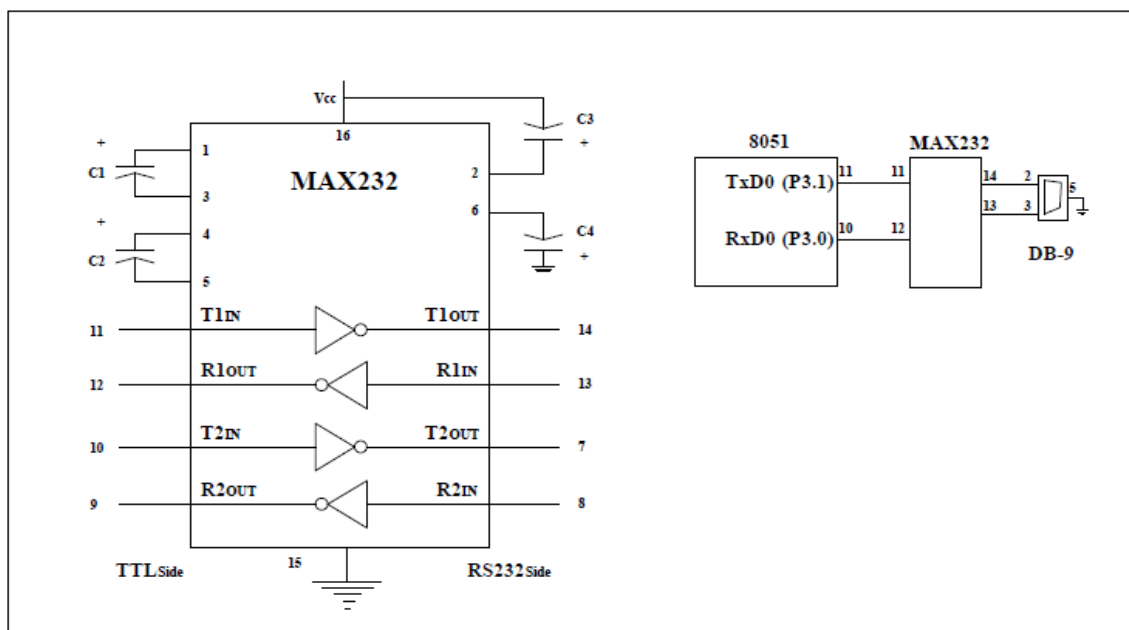 Vcc
16
MAX232
+
C1
1
3
+
C2
4
5
2
C3
+
6
C4
+
11 T1IN T1OUT 14
12 R1OUT R1IN 13
10 T2IN T2OUT 7
9 R2OUT R2IN 8
15
TTLSide RS232Side
8051 MAX232
TxD0 (P3.1) 11 11 14 2 5
13 3
RxD0 (P3.0) 10 12
DB-9